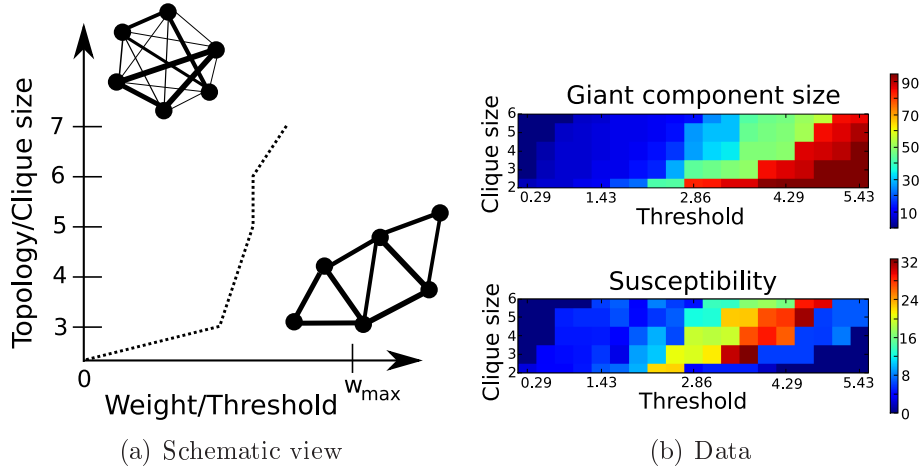 Topology/Clique size
7
6
5
4
3
0
w_max
Weight/Threshold
(a) Schematic view
Giant component size
Clique size
6
5
4
3
2
0.29 1.43 2.86 4.29 5.43
Threshold
90
70
50
30
10
Susceptibility
Clique size
6
5
4
3
2
0.29 1.43 2.86 4.29 5.43
Threshold
32
24
16
8
0
(b) Data